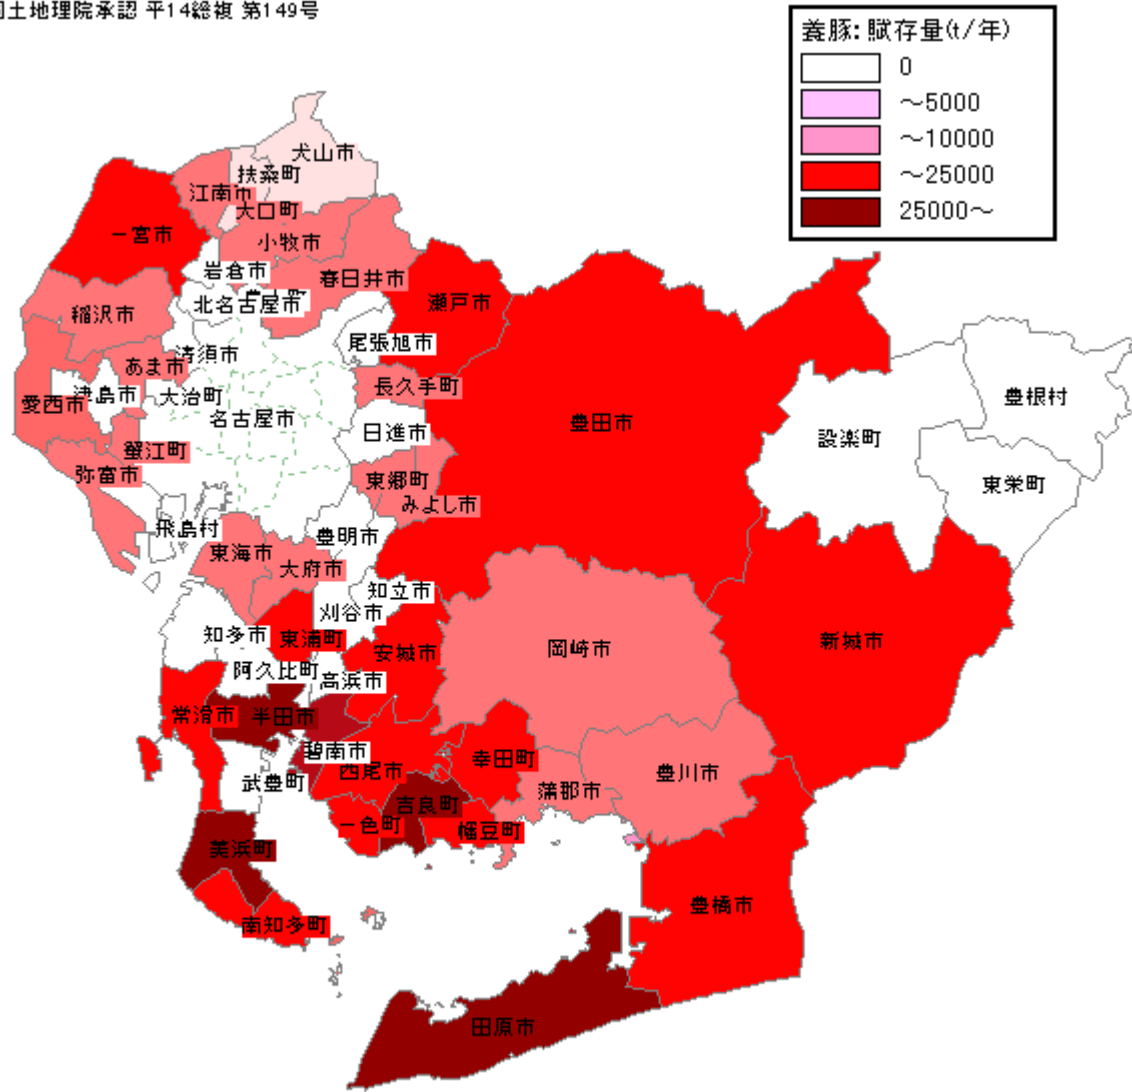 国土地理院承認 平14総複 第149号
養豚: 賦存量(t/年)
0
～5000
～10000
～25000
25000～
犬山市
扶桑町
江南市
大口町
一宮市
小牧市
岩倉市
春日井市
北名古屋市
瀬戸市
稲沢市
尾張旭市
清須市
あま市
長久手町
津島市
大治町
愛西市
名古屋市
豊田市
豊根村
日進市
設楽町
蟹江町
弥富市
東郷町
東栄町
みよし市
飛島村
豊明市
東海市
大府市
知立市
刈谷市
知多市
東浦町
新城市
安城市
岡崎市
阿久比町
高浜市
常滑市
半田市
碧南市
幸田町
西尾市
豊川市
武豊町
蒲郡市
吉良町
一色町
幡豆町
美浜町
豊橋市
南知多町
田原市